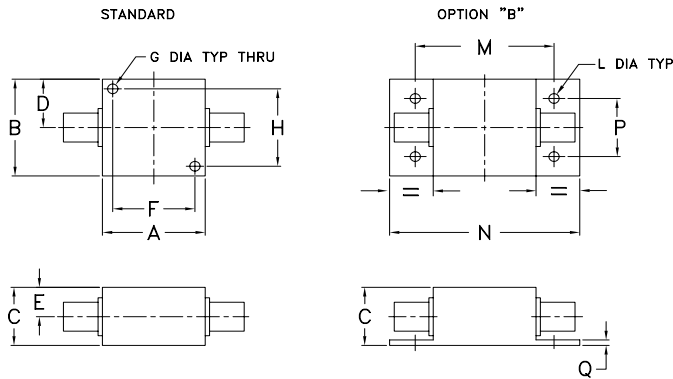 STANDARD
OPTION "B"
G DIA TYP THRU
M
L DIA TYP
D
B
H
P
F
A
=
=
N
E
C
C
Q